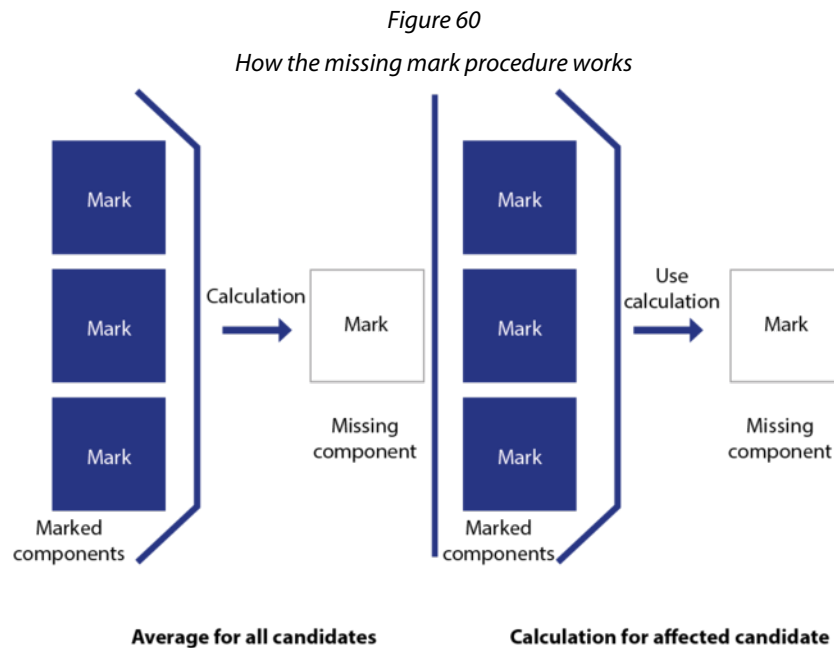 Figure 60
How the missing mark procedure works
Mark
Mark
Mark
Marked
components
Calculation
Mark
Missing
component
Mark
Mark
Mark
Marked
components
Use
calculation
Mark
Missing
component
Average for all candidates
Calculation for affected candidate